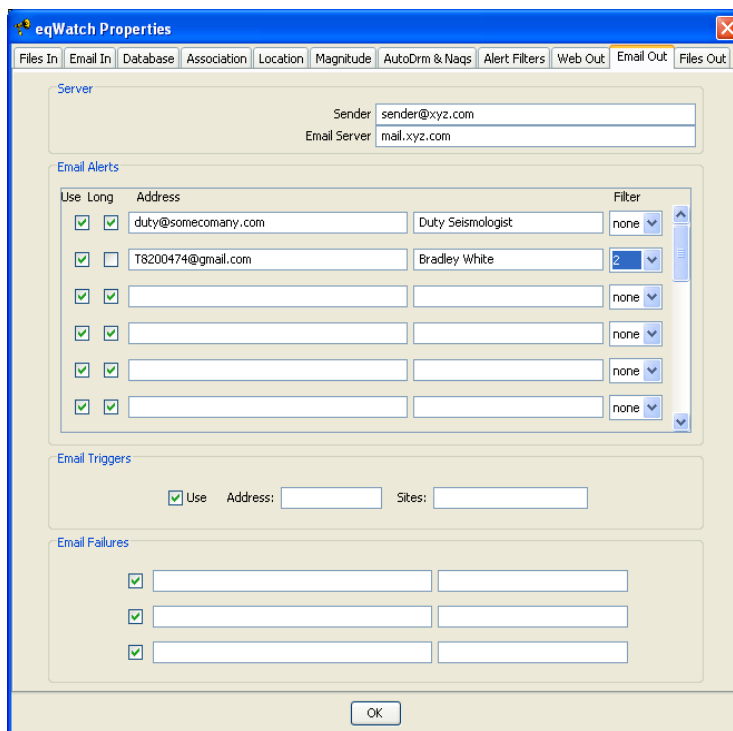 eqWatch Properties
Files In Email In Database Association Location Magnitude AutoDrm & Naqs Alert Filters Web Out Email Out Files Out
Server
Sender sender@xyz.com
Email Server mail.xyz.com
Email Alerts
Use Long Address Filter
duty@somecomany.com Duty Seismologist none
T8200474@gmail.com Bradley White 2
none
none
none
none
Email Triggers
Use Address: Sites:
Email Failures
OK